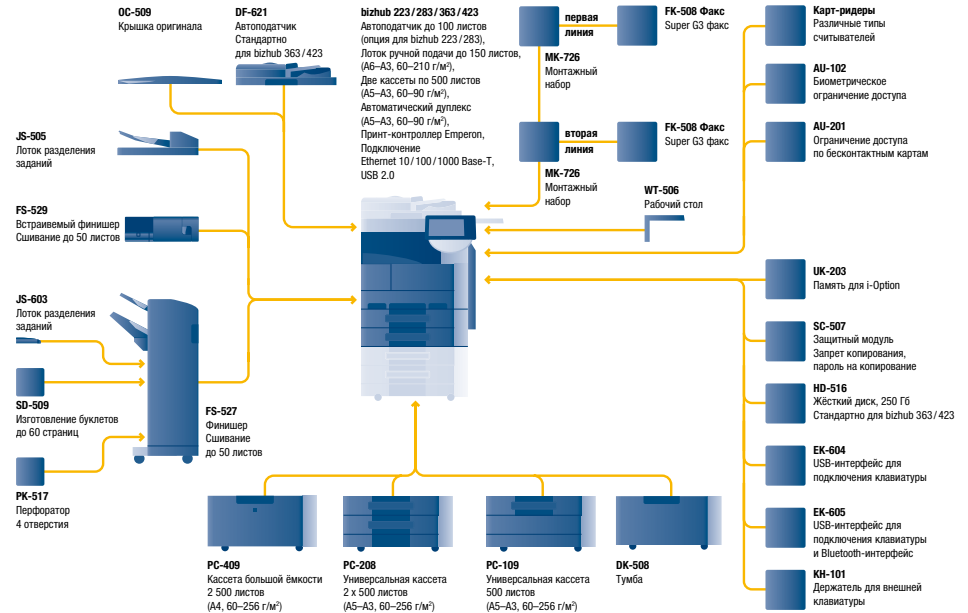 OC-509
Крышка оригинала
DF-621
Автоподатчик
Стандартно
для bizhub 363/423
bizhub 223/283/363/423
Автоподатчик до 100 листов
(опция для bizhub 223/283),
Лоток ручной подачи до 150 листов,
(A6–A3, 60–210 г/м²),
Две кассеты по 500 листов
(A5–A3, 60–90 г/м²),
Автоматический дуплекс
(A5–A3, 60–90 г/м²),
Принт-контроллер Emperon,
Подключение
Ethernet 10/100/1000 Base-T,
USB 2.0
первая
линия
MK-726
Монтажный
набор
FK-508 Факс
Super G3 факс
вторая
линия
MK-726
Монтажный
набор
FK-508 Факс
Super G3 факс
WT-506
Рабочий стол
Карт-ридеры
Различные типы
считывателей
AU-102
Биометрическое
ограничение доступа
AU-201
Ограничение доступа
по бесконтактным картам
JS-505
Лоток разделения
заданий
FS-529
Встраиваемый финишер
Сшивание до 50 листов
JS-603
Лоток разделения
заданий
SD-509
Изготовление буклетов
до 60 страниц
PK-517
Перфоратор
4 отверстия
FS-527
Финишер
Сшивание
до 50 листов
UK-203
Память для i-Option
SC-507
Защитный модуль
Запрет копирования,
пароль на копирование
HD-516
Жёсткий диск, 250 Гб
Стандартно для bizhub 363/423
EK-604
USB-интерфейс для
подключения клавиатуры
EK-605
USB-интерфейс для
подключения клавиатуры
и Bluetooth-интерфейс
KH-101
Держатель для внешней
клавиатуры
PC-409
Кассета большой ёмкости
2 500 листов
(A4, 60–256 г/м²)
PC-208
Универсальная кассета
2 x 500 листов
(A5–A3, 60–256 г/м²)
PC-109
Универсальная кассета
500 листов
(A5–A3, 60–256 г/м²)
DK-508
Тумба